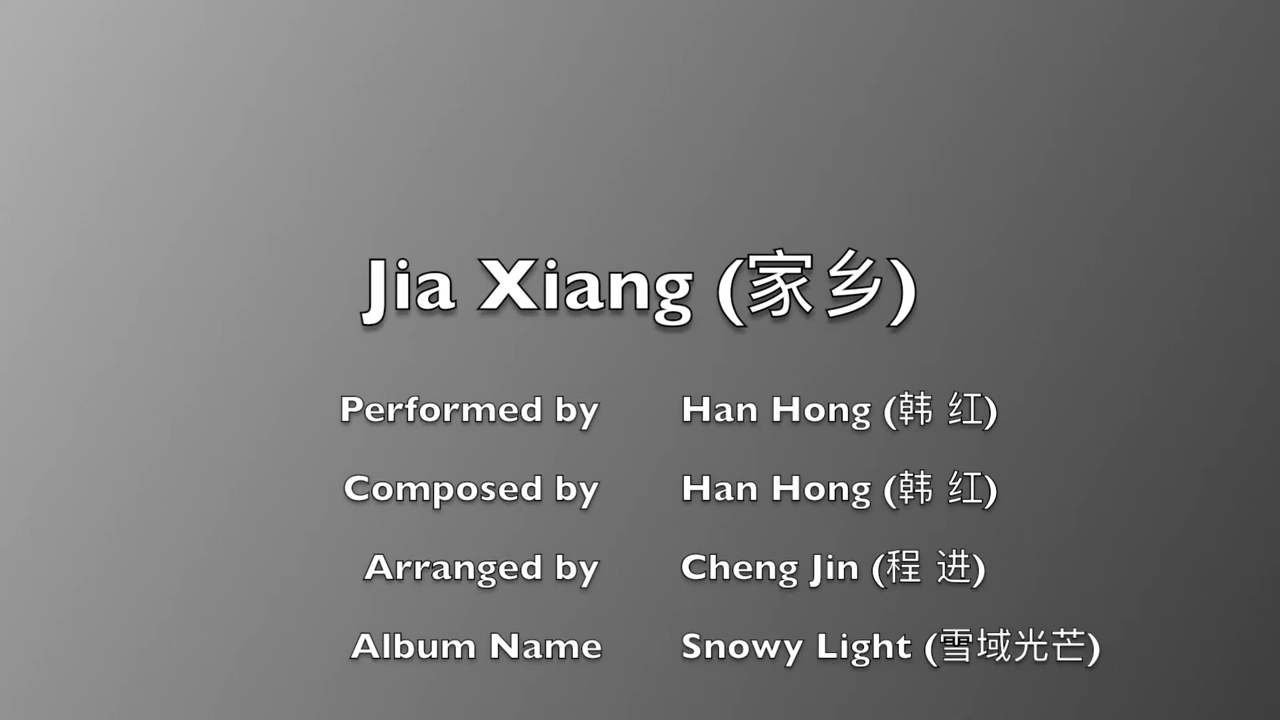 Jia Xiang (家乡)
Performed by Han Hong (韩 红)
Composed by Han Hong (韩 红)
Arranged by Cheng Jin (程 进)
Album Name Snowy Light (雪域光芒)